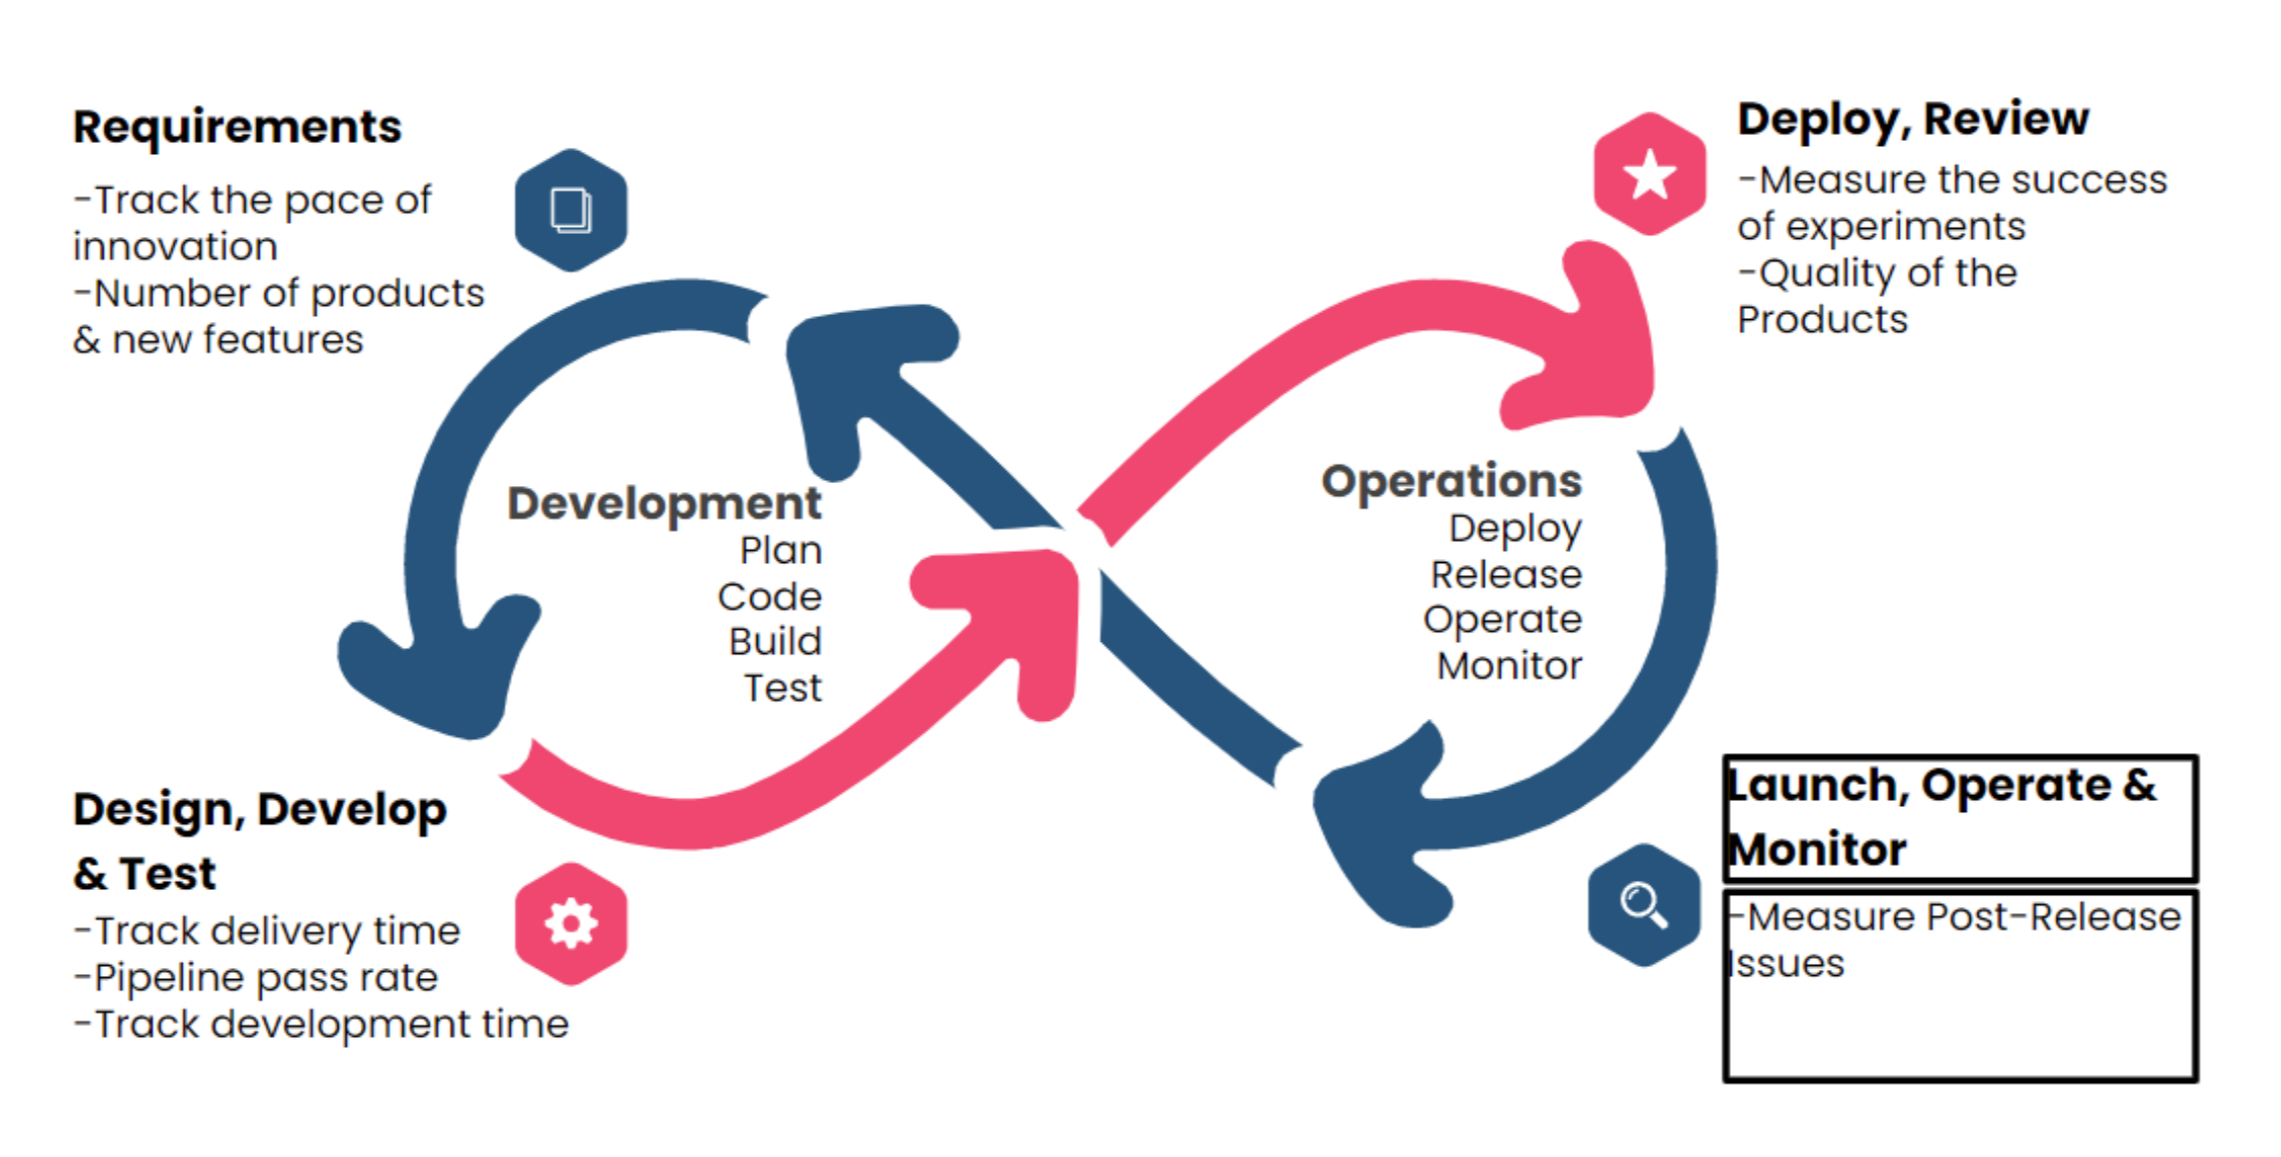 Requirements
-Track the pace of
innovation
-Number of products
& new features
Deploy, Review
-Measure the success
of experiments
-Quality of the
Products
Development
Plan
Code
Build
Test
Operations
Deploy
Release
Operate
Monitor
Design, Develop
& Test
-Track delivery time
-Pipeline pass rate
-Track development time
Launch, Operate &
Monitor
-Measure Post-Release
Issues